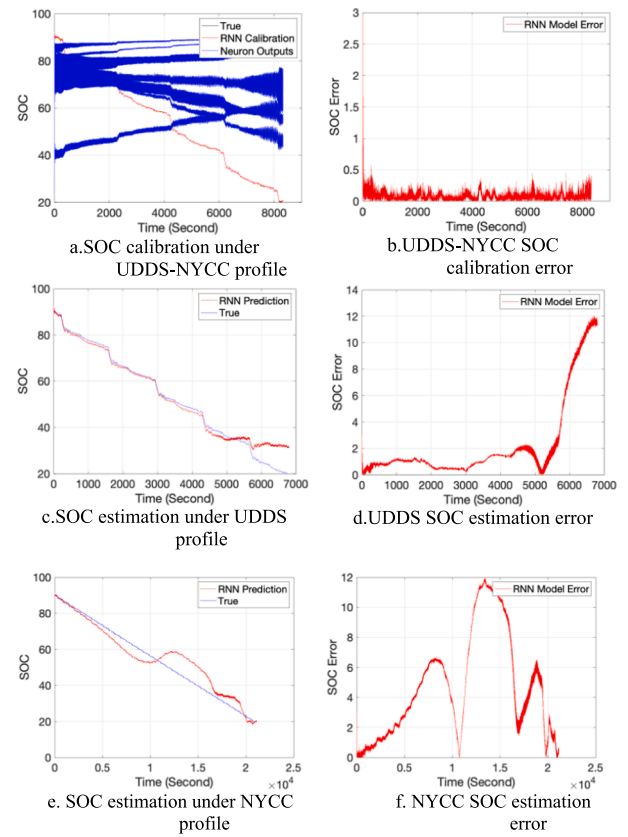 True
RNN Calibration
Neuron Outputs
100
80
60
40
20
SOC
0 2000 4000 6000 8000
Time (Second)
a.SOC calibration under
UDDS-NYCC profile
RNN Model Error
3
2.5
2
1.5
1
0.5
0
SOC Error
0 2000 4000 6000 8000
Time (Second)
b.UDDS-NYCC SOC
calibration error
RNN Prediction
True
100
80
60
40
20
SOC
0 1000 2000 3000 4000 5000 6000 7000
Time (Second)
c.SOC estimation under UDDS
profile
RNN Model Error
14
12
10
8
6
4
2
0
SOC Error
0 1000 2000 3000 4000 5000 6000 7000
Time (Second)
d.UDDS SOC estimation error
RNN Prediction
True
100
80
60
40
20
0
SOC
0 0.5 1 1.5 2 2.5
Time (Second) ×10⁴
e. SOC estimation under NYCC
profile
RNN Model Error
12
10
8
6
4
2
0
SOC Error
0 0.5 1 1.5 2 2.5
Time (Second) ×10⁴
f. NYCC SOC estimation
error